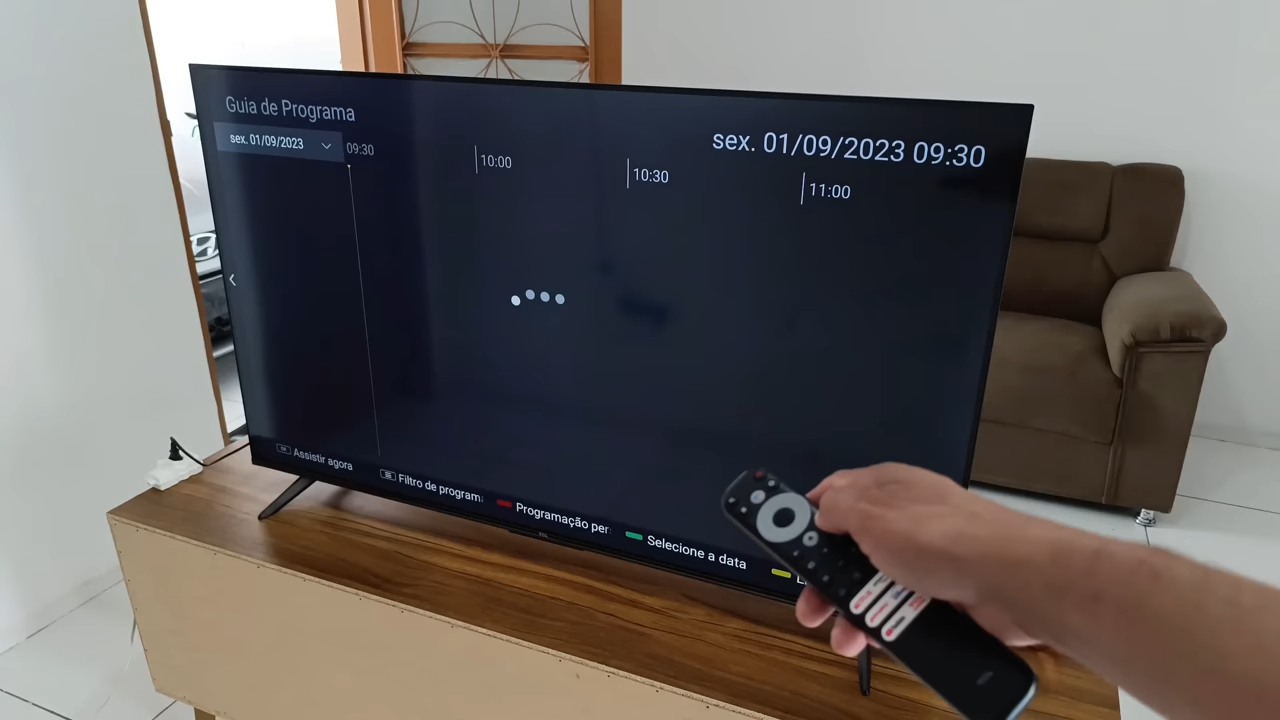 Guia de Programa
sex. 01/09/2023
sex. 01/09/2023 09:30
09:30
10:00
10:30
11:00
Assistir agora
Filtro de program
Programação per
Selecione a data
TCL